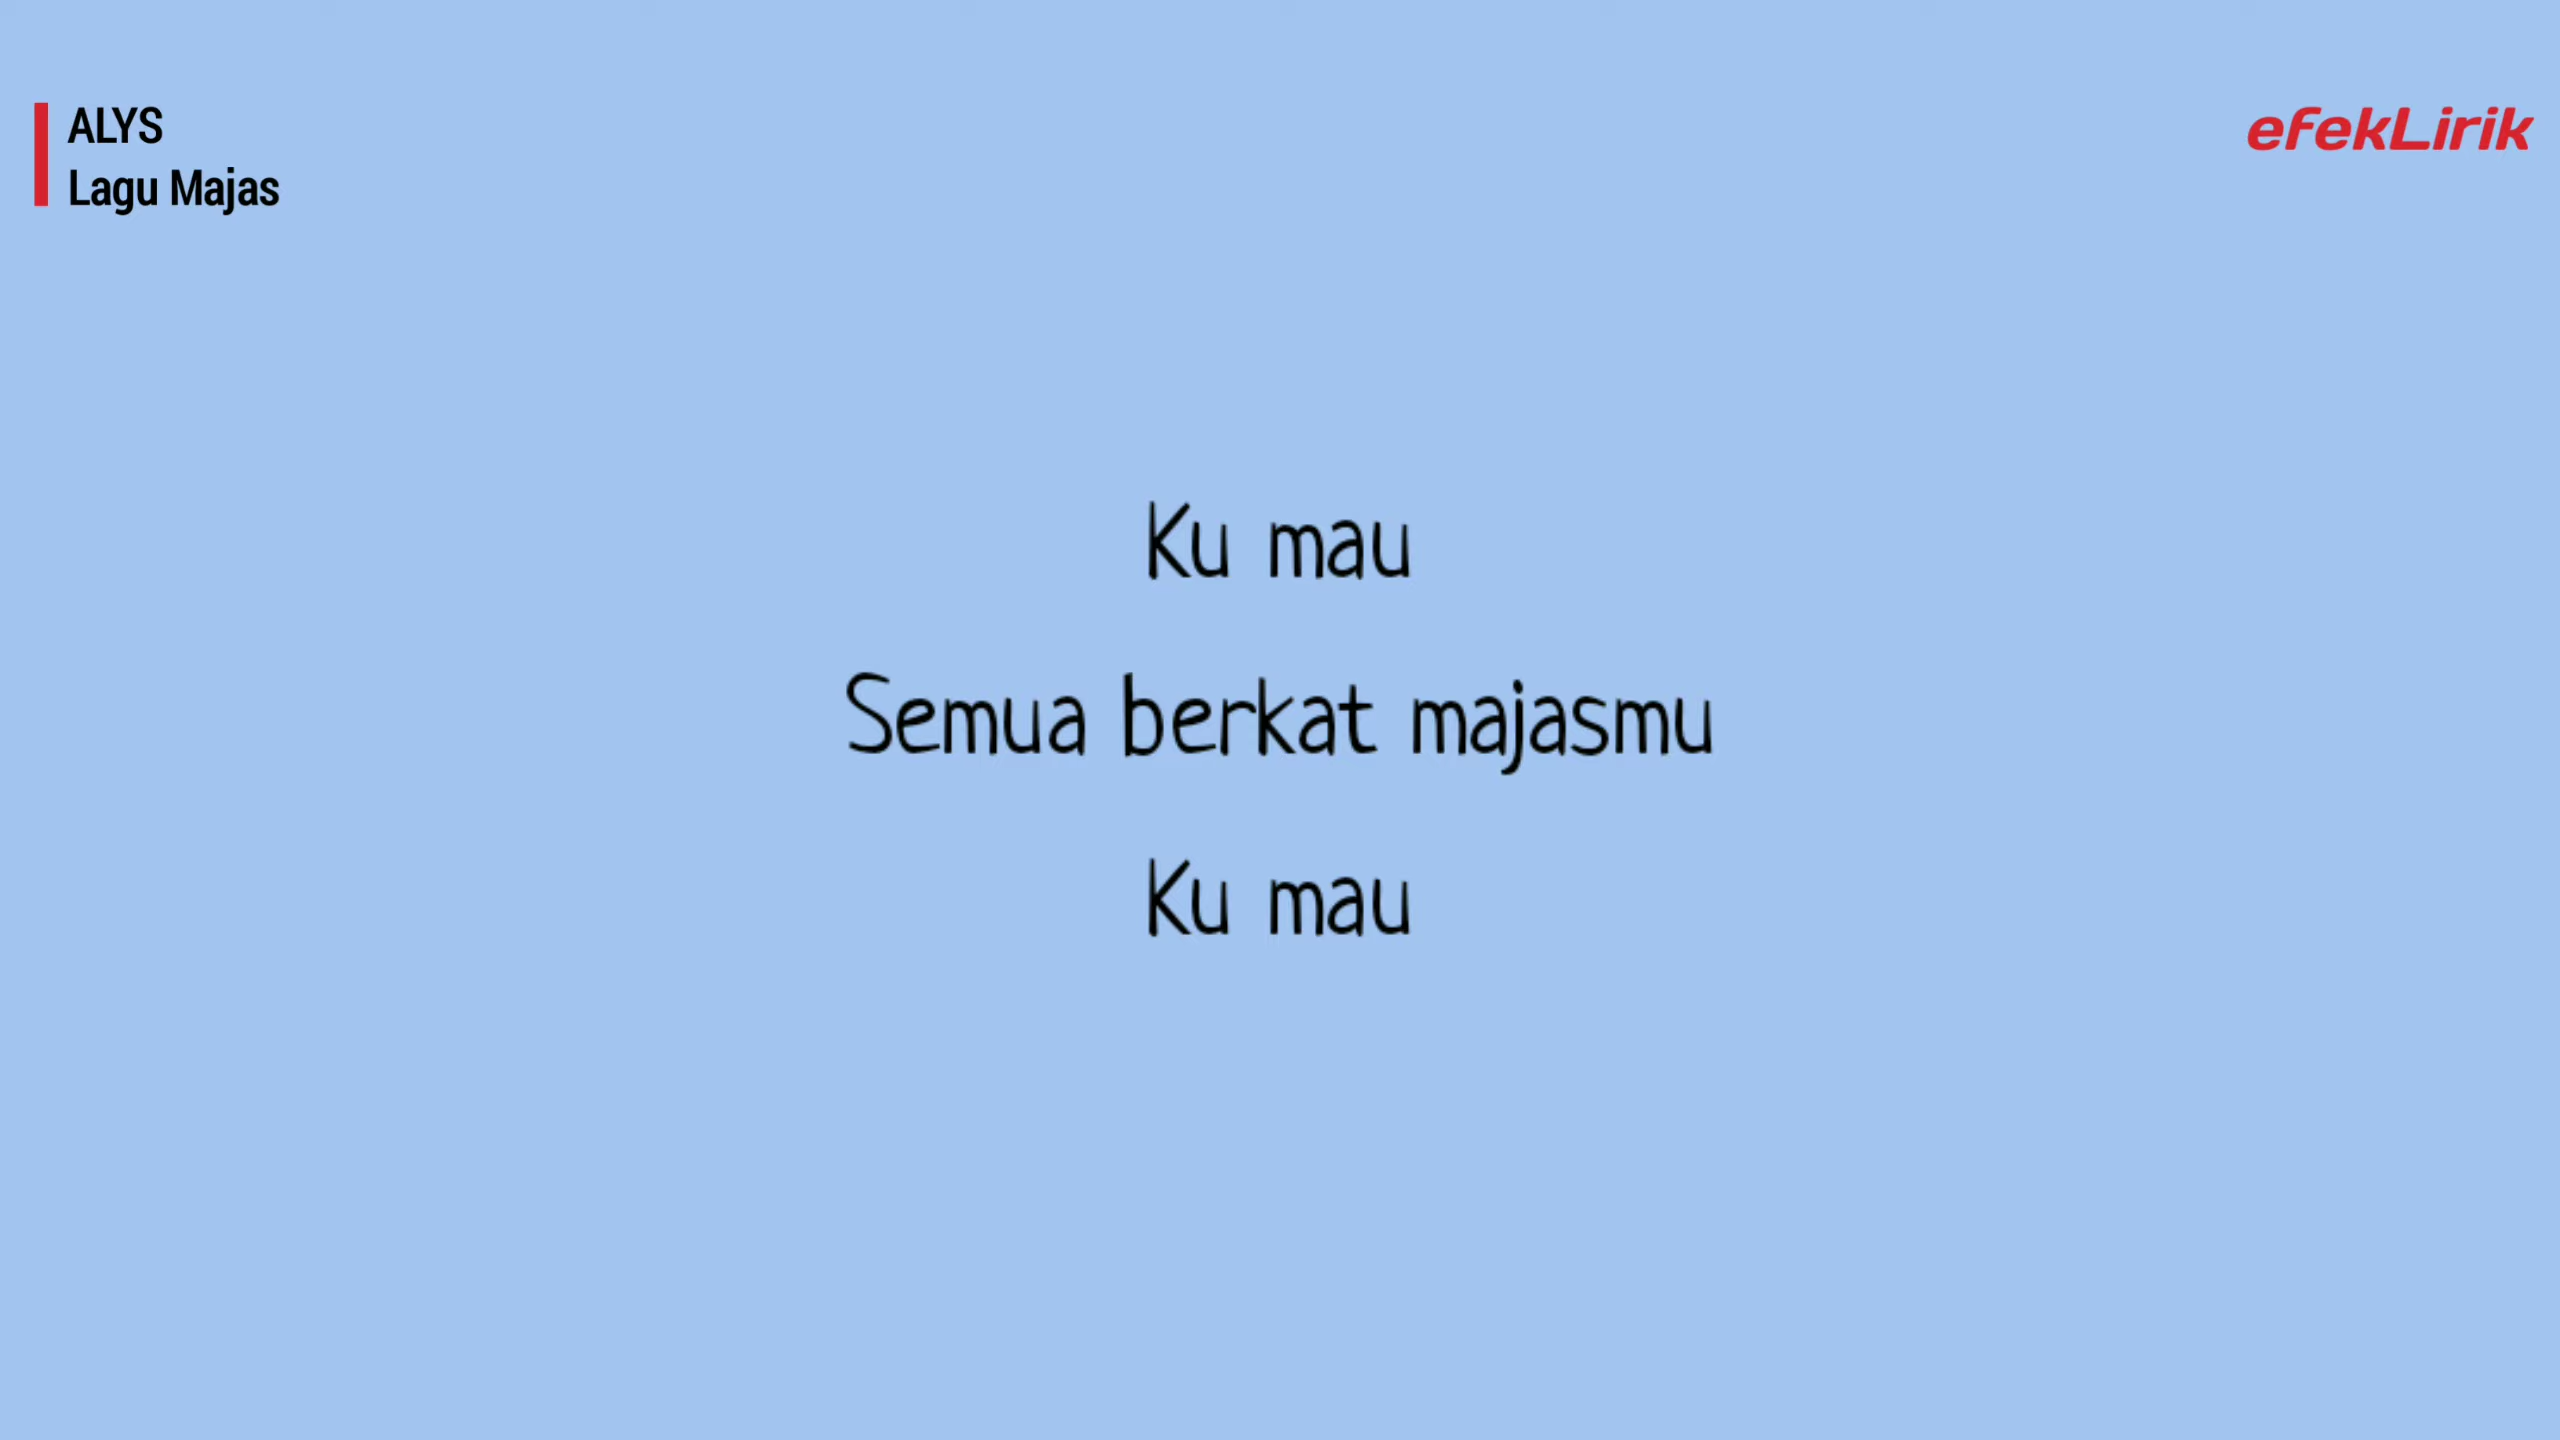 ALYS
Lagu Majas
efekLirik
Ku mau
Semua berkat majasmu
Ku mau